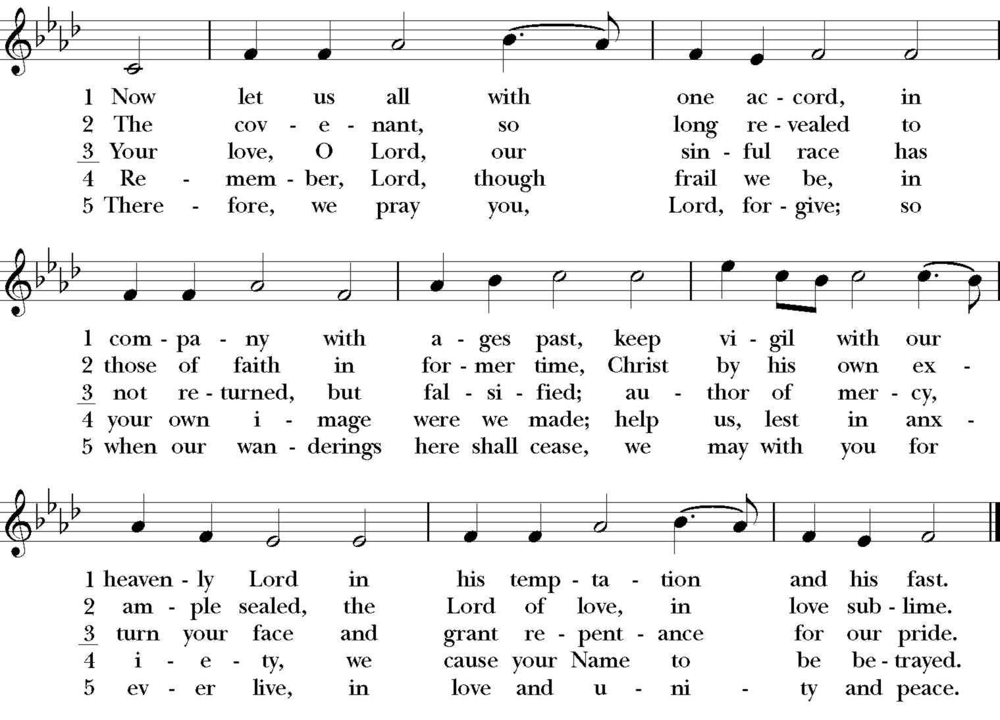 1 Now let us all with one ac - cord, in
2 The cov - e - nant, so long re - vealed to
3 Your love, O Lord, our sin - ful race has
4 Re - mem - ber, Lord, though frail we be, in
5 There - fore, we pray you, Lord, for - give; so
1 com - pa - ny with a - ges past, keep vi - gil with our
2 those of faith in for - mer time, Christ by his own ex -
3 not re - turned, but fal - si - fied; au - thor of mer - cy,
4 your own i - mage were we made; help us, lest in anx -
5 when our wan - derings here shall cease, we may with you for
1 heaven - ly Lord in his temp - ta - tion and his fast.
2 am - ple sealed, the Lord of love, in love sub - lime.
3 turn your face and grant re - pent - ance for our pride.
4 i - e - ty, we cause your Name to be be - trayed.
5 ev - er live, in love and u - ni - ty and peace.